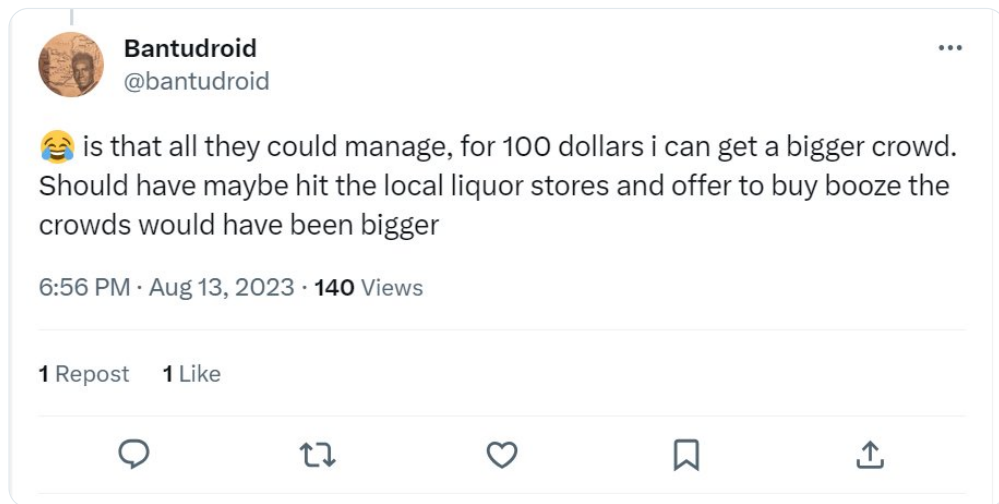 Bantudroid
@bantudroid
😂 is that all they could manage, for 100 dollars i can get a bigger crowd.
Should have maybe hit the local liquor stores and offer to buy booze the
crowds would have been bigger
6:56 PM · Aug 13, 2023 · 140 Views
1 Repost 1 Like